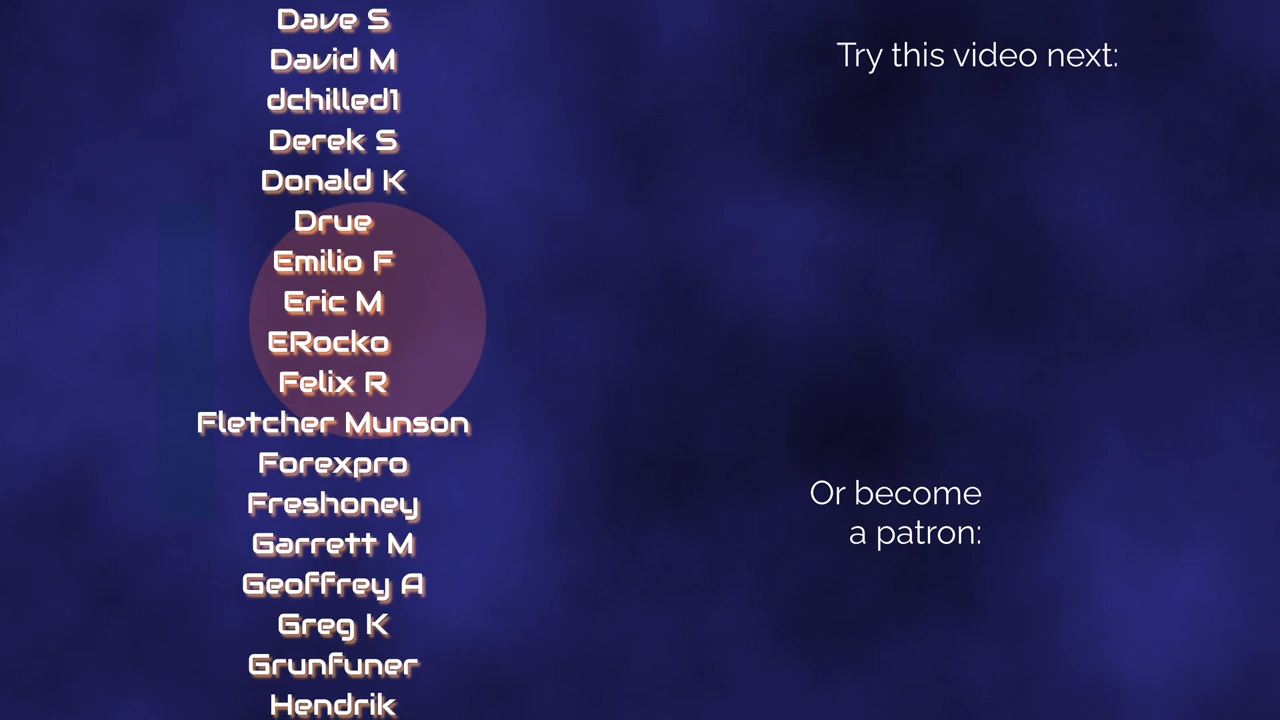 Dave S
David M
dchilled1
Derek S
Donald K
Drue
Emilio F
Eric M
ERocko
Felix R
Fletcher Munson
Forexpro
Freshoney
Garrett M
Geoffrey A
Greg K
Grunfuner
Hendrik
Try this video next:
Or become
a patron: